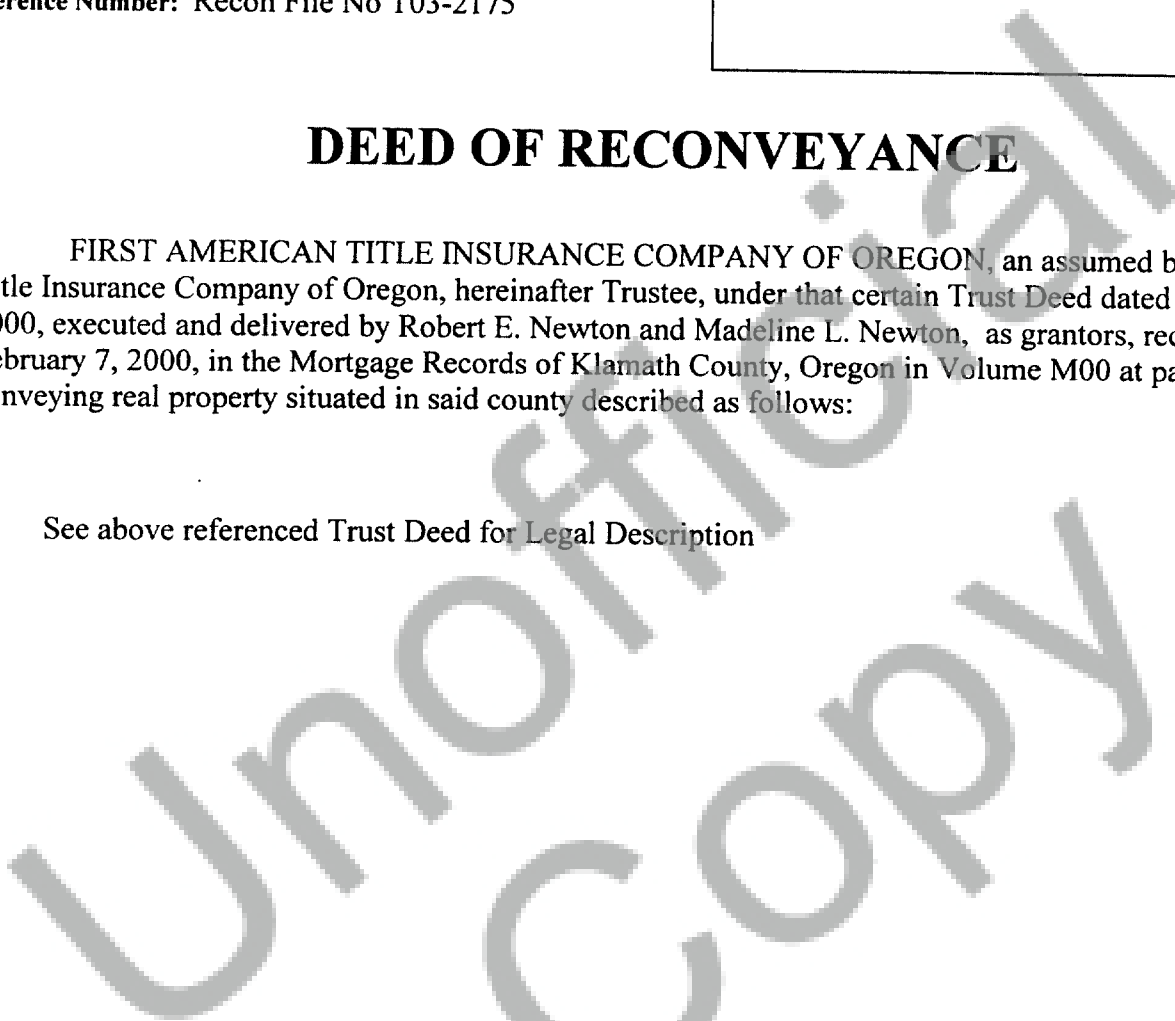 erence Number: Recon File No 103-2175
DEED OF RECONVEYANCE
FIRST AMERICAN TITLE INSURANCE COMPANY OF OREGON, an assumed b
tle Insurance Company of Oregon, hereinafter Trustee, under that certain Trust Deed dated
000, executed and delivered by Robert E. Newton and Madeline L. Newton, as grantors, rec
ebruary 7, 2000, in the Mortgage Records of Klamath County, Oregon in Volume M00 at pa
nveying real property situated in said county described as follows:
See above referenced Trust Deed for Legal Description
Unofficial
Copy